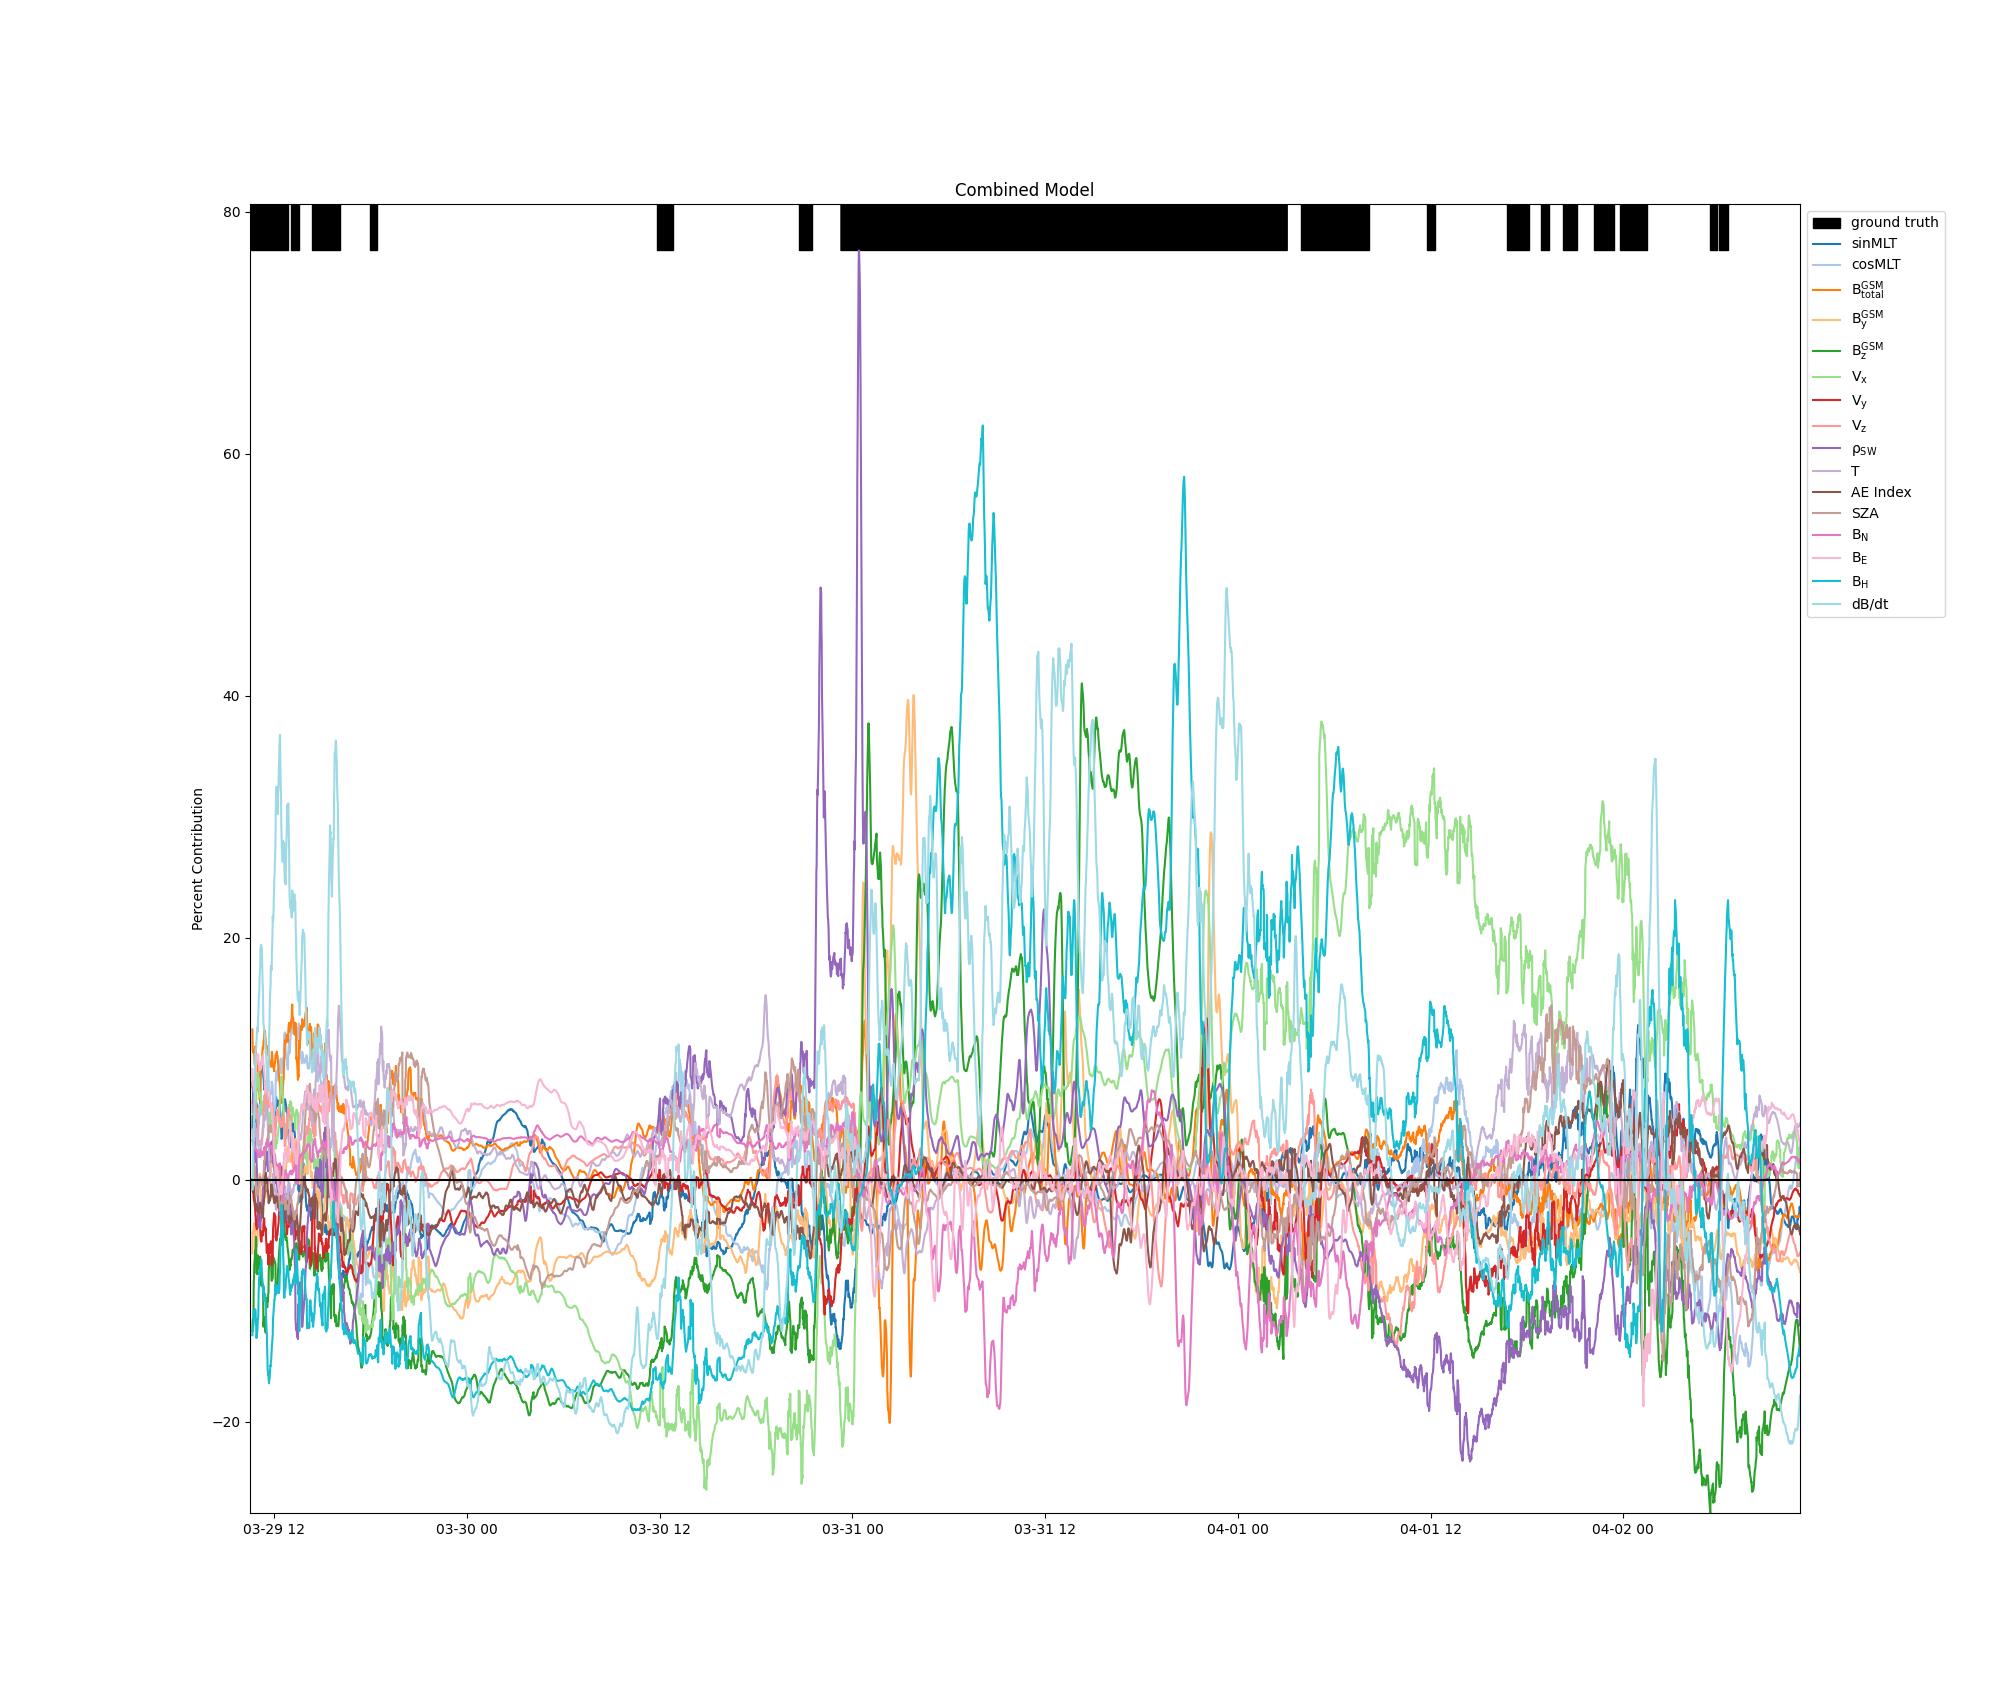 Combined Model
80
60
40
20
0
−20
Percent Contribution
03-29 12
03-30 00
03-30 12
03-31 00
03-31 12
04-01 00
04-01 12
04-02 00
ground truth
sinMLT
cosMLT
B_total^GSM
B_y^GSM
B_z^GSM
V_x
V_y
V_z
ρ_SW
T
AE Index
SZA
B_N
B_E
B_H
dB/dt